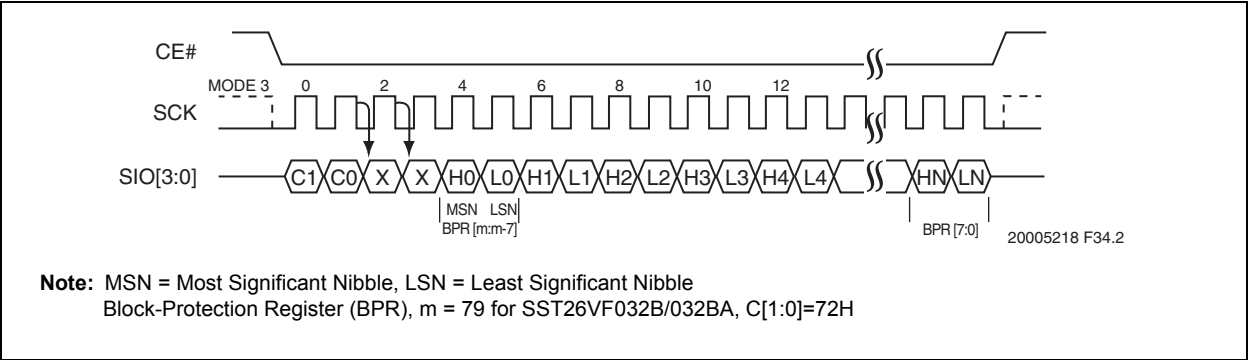 CE#
MODE 3 0 2 4 6 8 10 12
SCK
SIO[3:0] C1 C0 X X H0 L0 H1 L1 H2 L2 H3 L3 H4 L4 HN LN
MSN LSN
BPR [m:m-7]
BPR [7:0]
20005218 F34.2
Note: MSN = Most Significant Nibble, LSN = Least Significant Nibble
Block-Protection Register (BPR), m = 79 for SST26VF032B/032BA, C[1:0]=72H